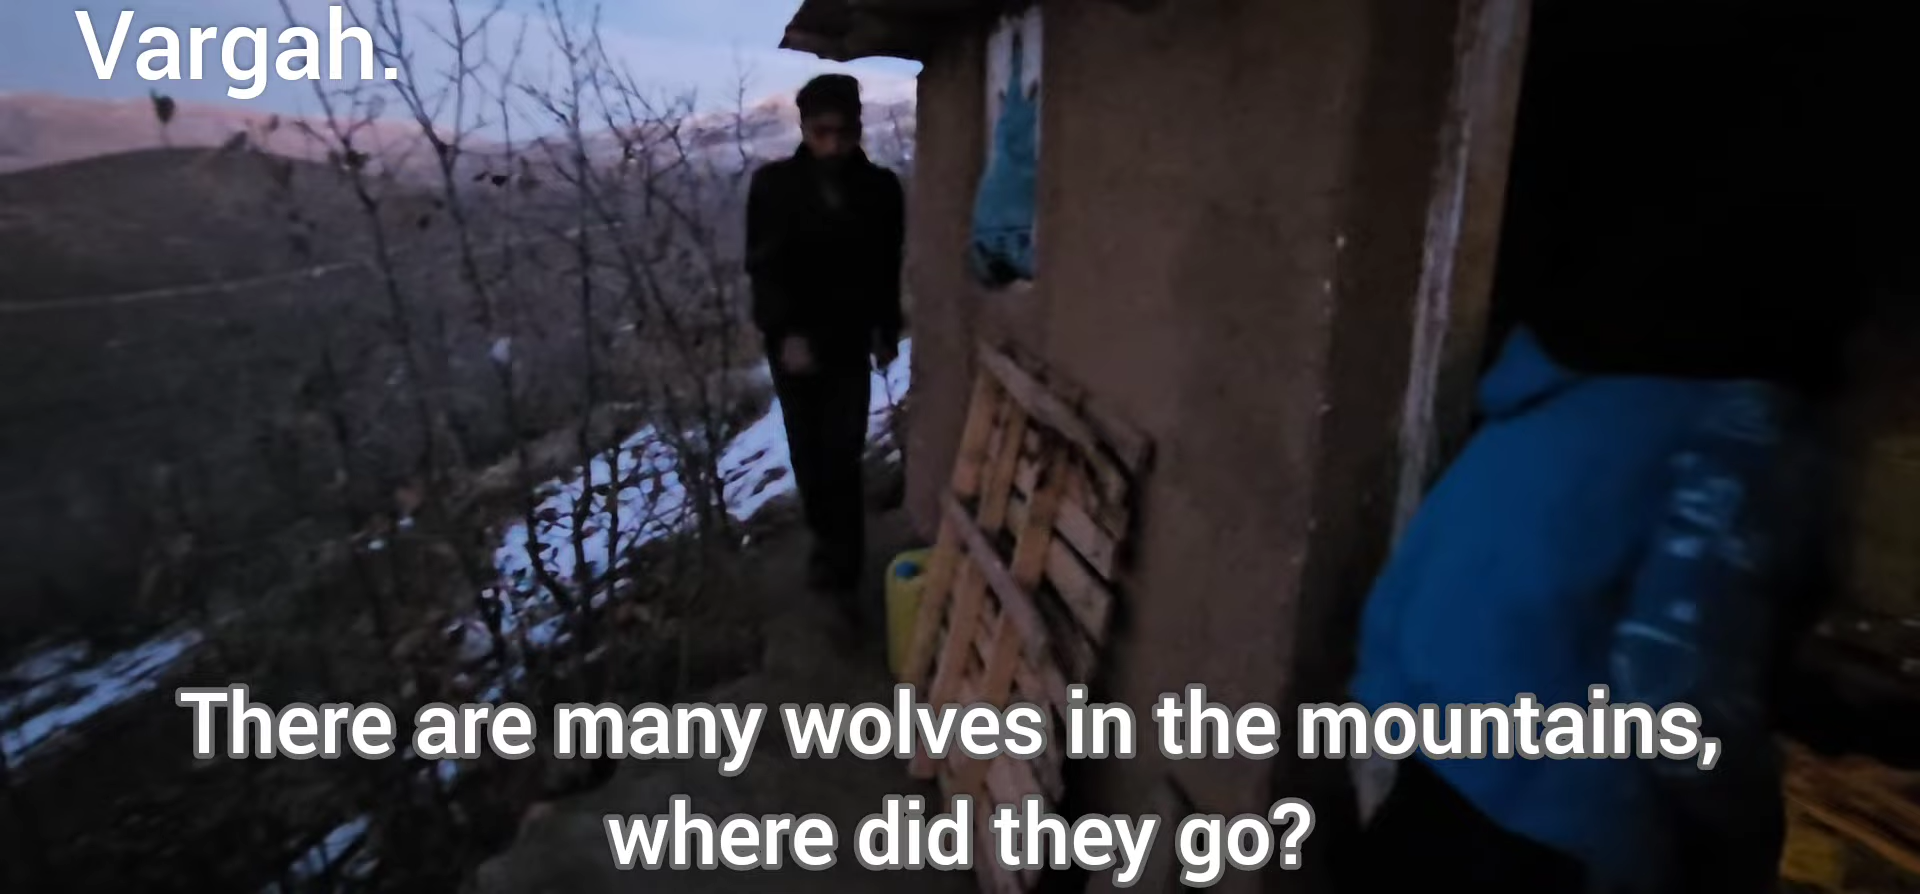 Vargah.
There are many wolves in the mountains,
where did they go?